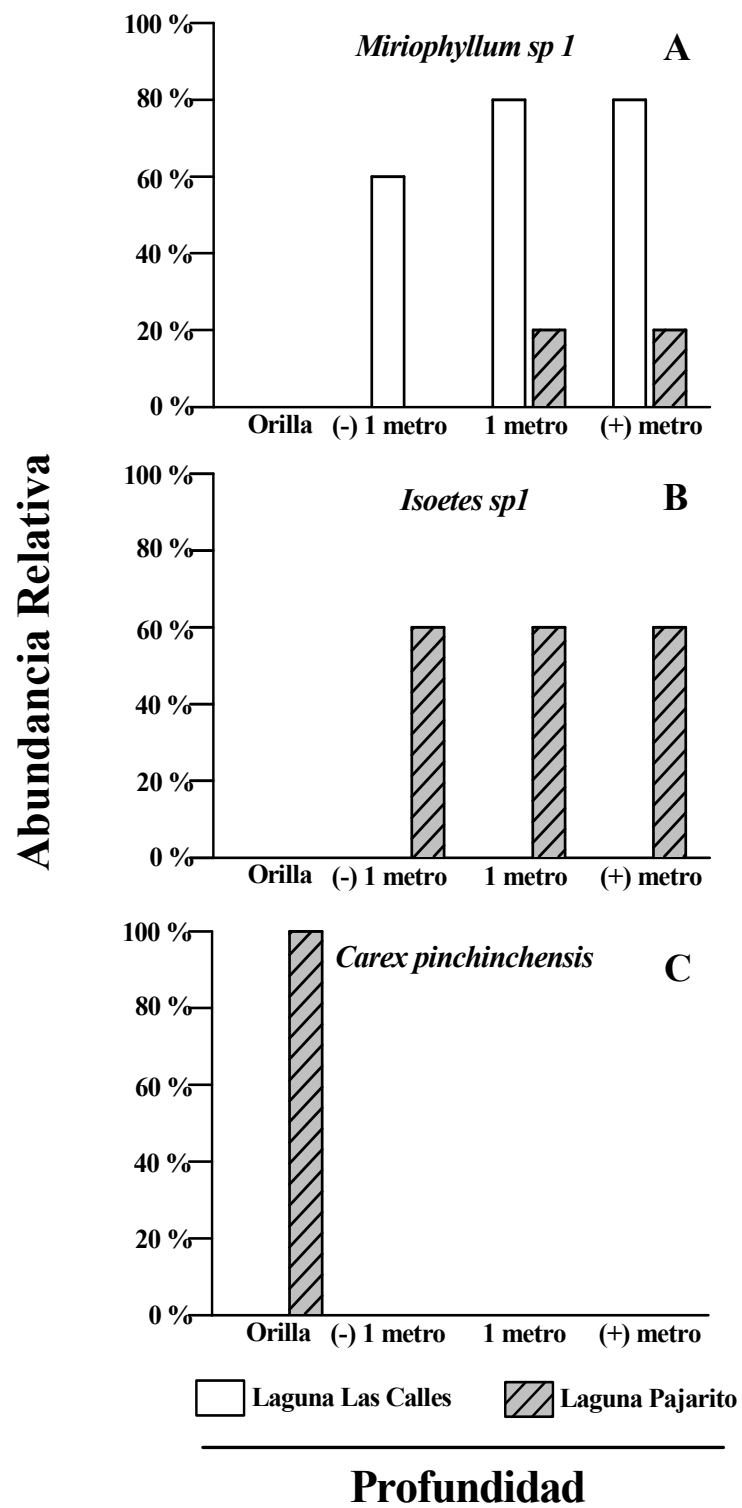 100 %
Miriophyllum sp 1
A
80 %
60 %
40 %
20 %
0 %
Orilla (-) 1 metro 1 metro (+) metro
Abundancia Relativa
100 %
Isoetes sp1
B
80 %
60 %
40 %
20 %
0 %
Orilla (-) 1 metro 1 metro (+) metro
100 %
Carex pinchinchensis
C
80 %
60 %
40 %
20 %
0 %
Orilla (-) 1 metro 1 metro (+) metro
Laguna Las Calles Laguna Pajarito
Profundidad